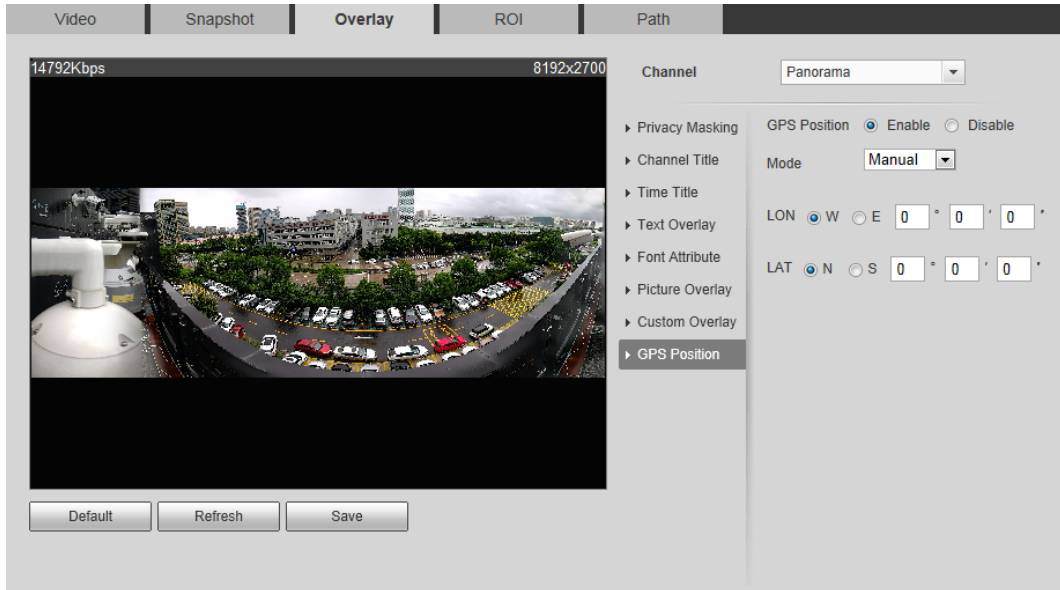 Video Snapshot Overlay ROI Path
14792Kbps 8192x2700
Channel Panorama
Privacy Masking
Channel Title
Time Title
Text Overlay
Font Attribute
Picture Overlay
Custom Overlay
GPS Position
GPS Position Enable Disable
Mode Manual
LON W E 0 ° 0 ′ 0 ″
LAT N S 0 ° 0 ′ 0 ″
Default Refresh Save